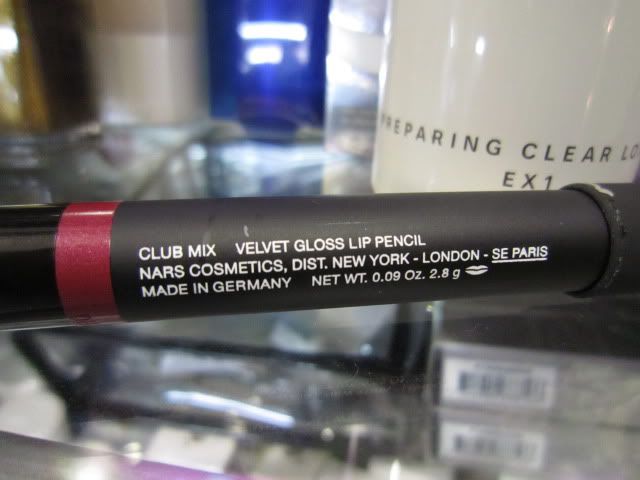 PREPARING CLEAR LO
EX1
CLUB MIX VELVET GLOSS LIP PENCIL
NARS COSMETICS, DIST. NEW YORK - LONDON - SE PARIS
MADE IN GERMANY NET WT. 0.09 Oz. 2.8 g